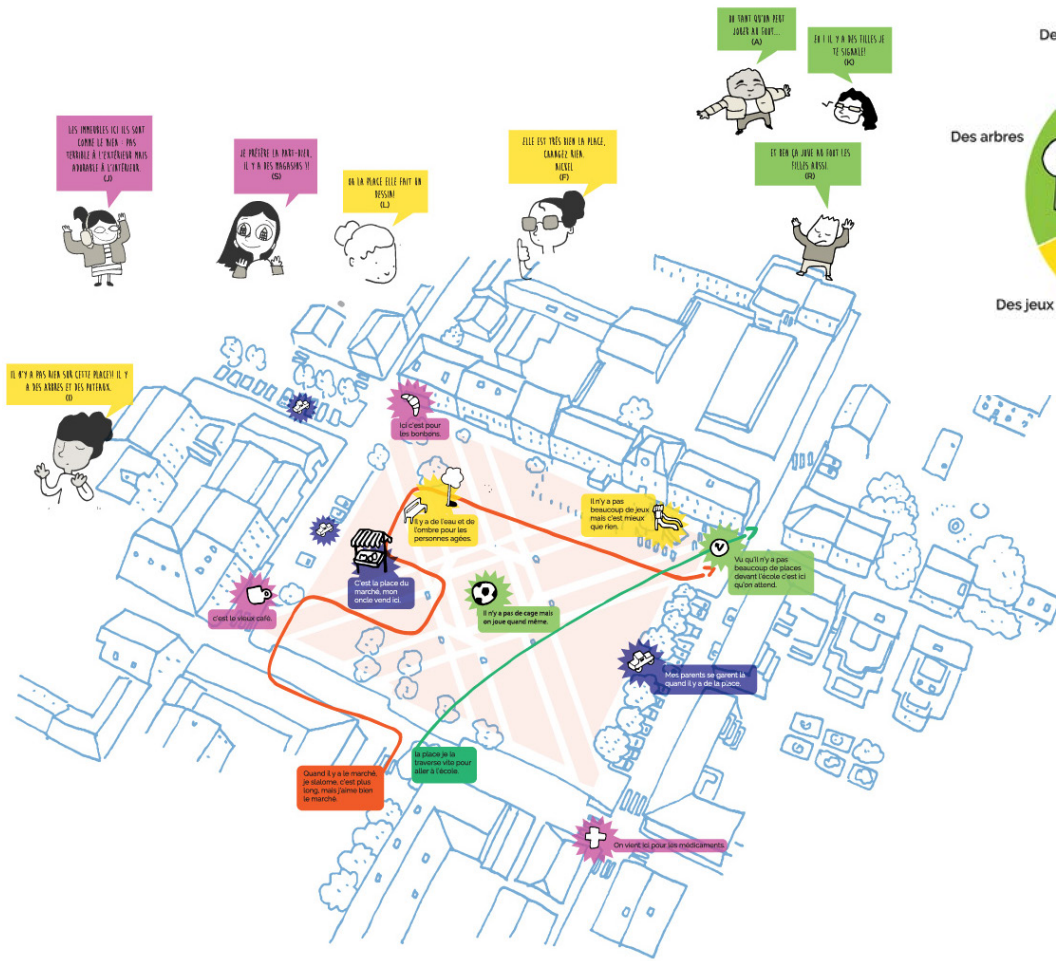 OH TANT QU'ON PEUT
JOUER AU FOOT...
(A)
EH ! IL Y A DES FILLES JE
TE SIGNALE!
(K)
De
LES IMMEUBLES ICI ILS SONT
COMME LE MIEN : PAS
TERRIBLE À L'EXTÉRIEUR MAIS
ADORABLE À L'INTÉRIEUR.
(J)
JE PRÉFÈRE LA PART-DIEU,
IL Y A DES MAGASINS !!
(S)
OH LA PLACE ELLE FAIT UN
DESSIN!
(L)
ELLE EST TRÈS BIEN LA PLACE,
CHANGEZ RIEN.
NICKEL
(F)
ET BEN ÇA JOUE AU FOOT LES
FILLES AUSSI.
(R)
Des arbres
Des jeux
IL N'Y A PAS RIEN SUR CETTE PLACE!! IL Y
A DES ARBRES ET DES POTEAUX.
(I)
Ici c'est pour
les bonbons.
Il y a de l'eau et de
l'ombre pour les
personnes agées.
Il n'y a pas
beaucoup de jeux
mais c'est mieux
que rien.
Vu qu'il n'y a pas
beaucoup de places
devant l'école c'est ici
qu'on attend.
C'est la place du
marché, mon
oncle vend ici.
c'est le vieux café.
Il n'y a pas de cage mais
on joue quand même.
Mes parents se garent là
quand il y a de la place.
Quand il y a le marché,
je slalome, c'est plus
long, mais j'aime bien
le marché.
la place je la
traverse vite pour
aller à l'école.
On vient ici pour les médicaments.